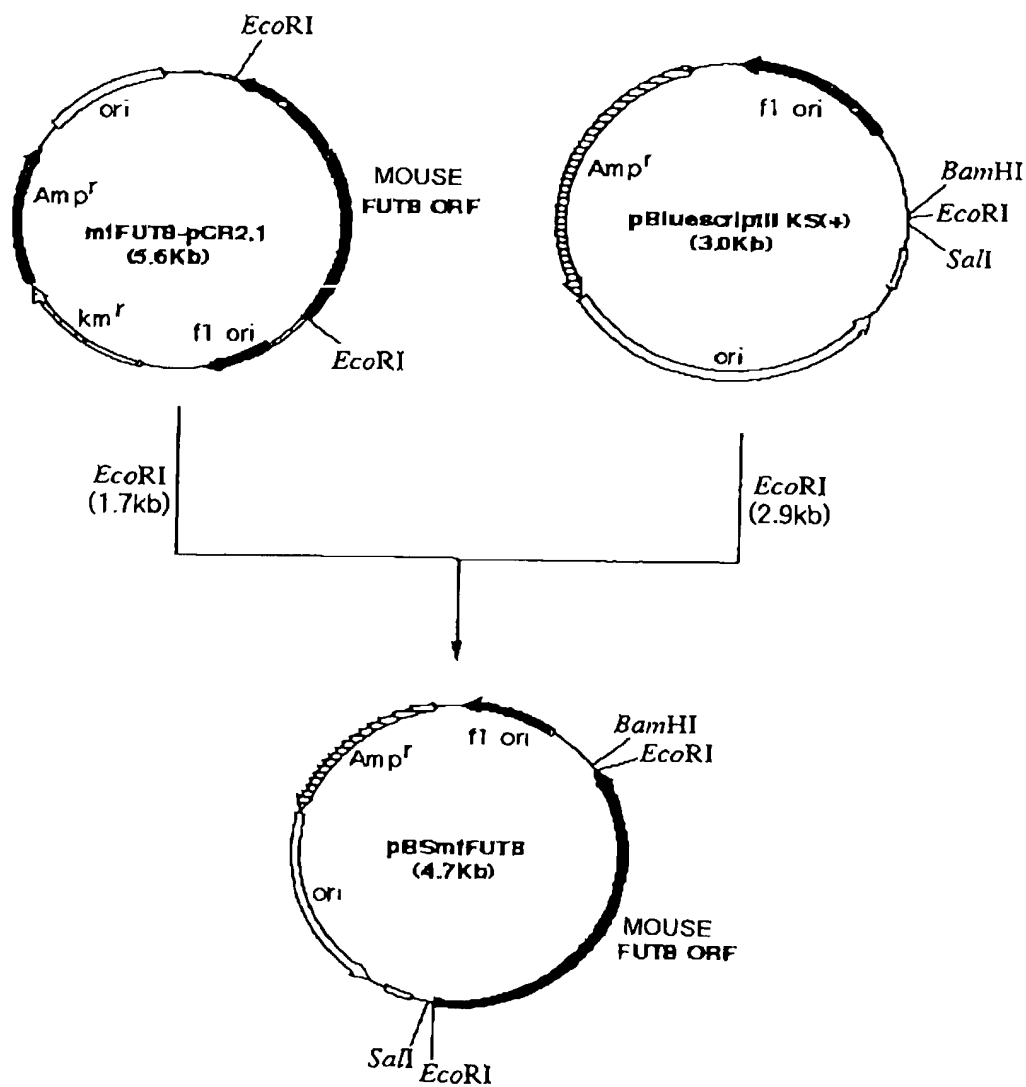 EcoRI
ori
Amp^r
mfFUT8-pCR2.1
(5.6Kb)
km^r
f1 ori
EcoRI
MOUSE
FUT8 ORF
f1 ori
Amp^r
pBluescriptII KS(+)
(3.0Kb)
BamHI
EcoRI
SalI
ori
EcoRI
(1.7kb)
EcoRI
(2.9kb)
f1 ori
Amp^r
BamHI
EcoRI
pBSmfFUT8
(4.7Kb)
ori
MOUSE
FUT8 ORF
SalI
EcoRI